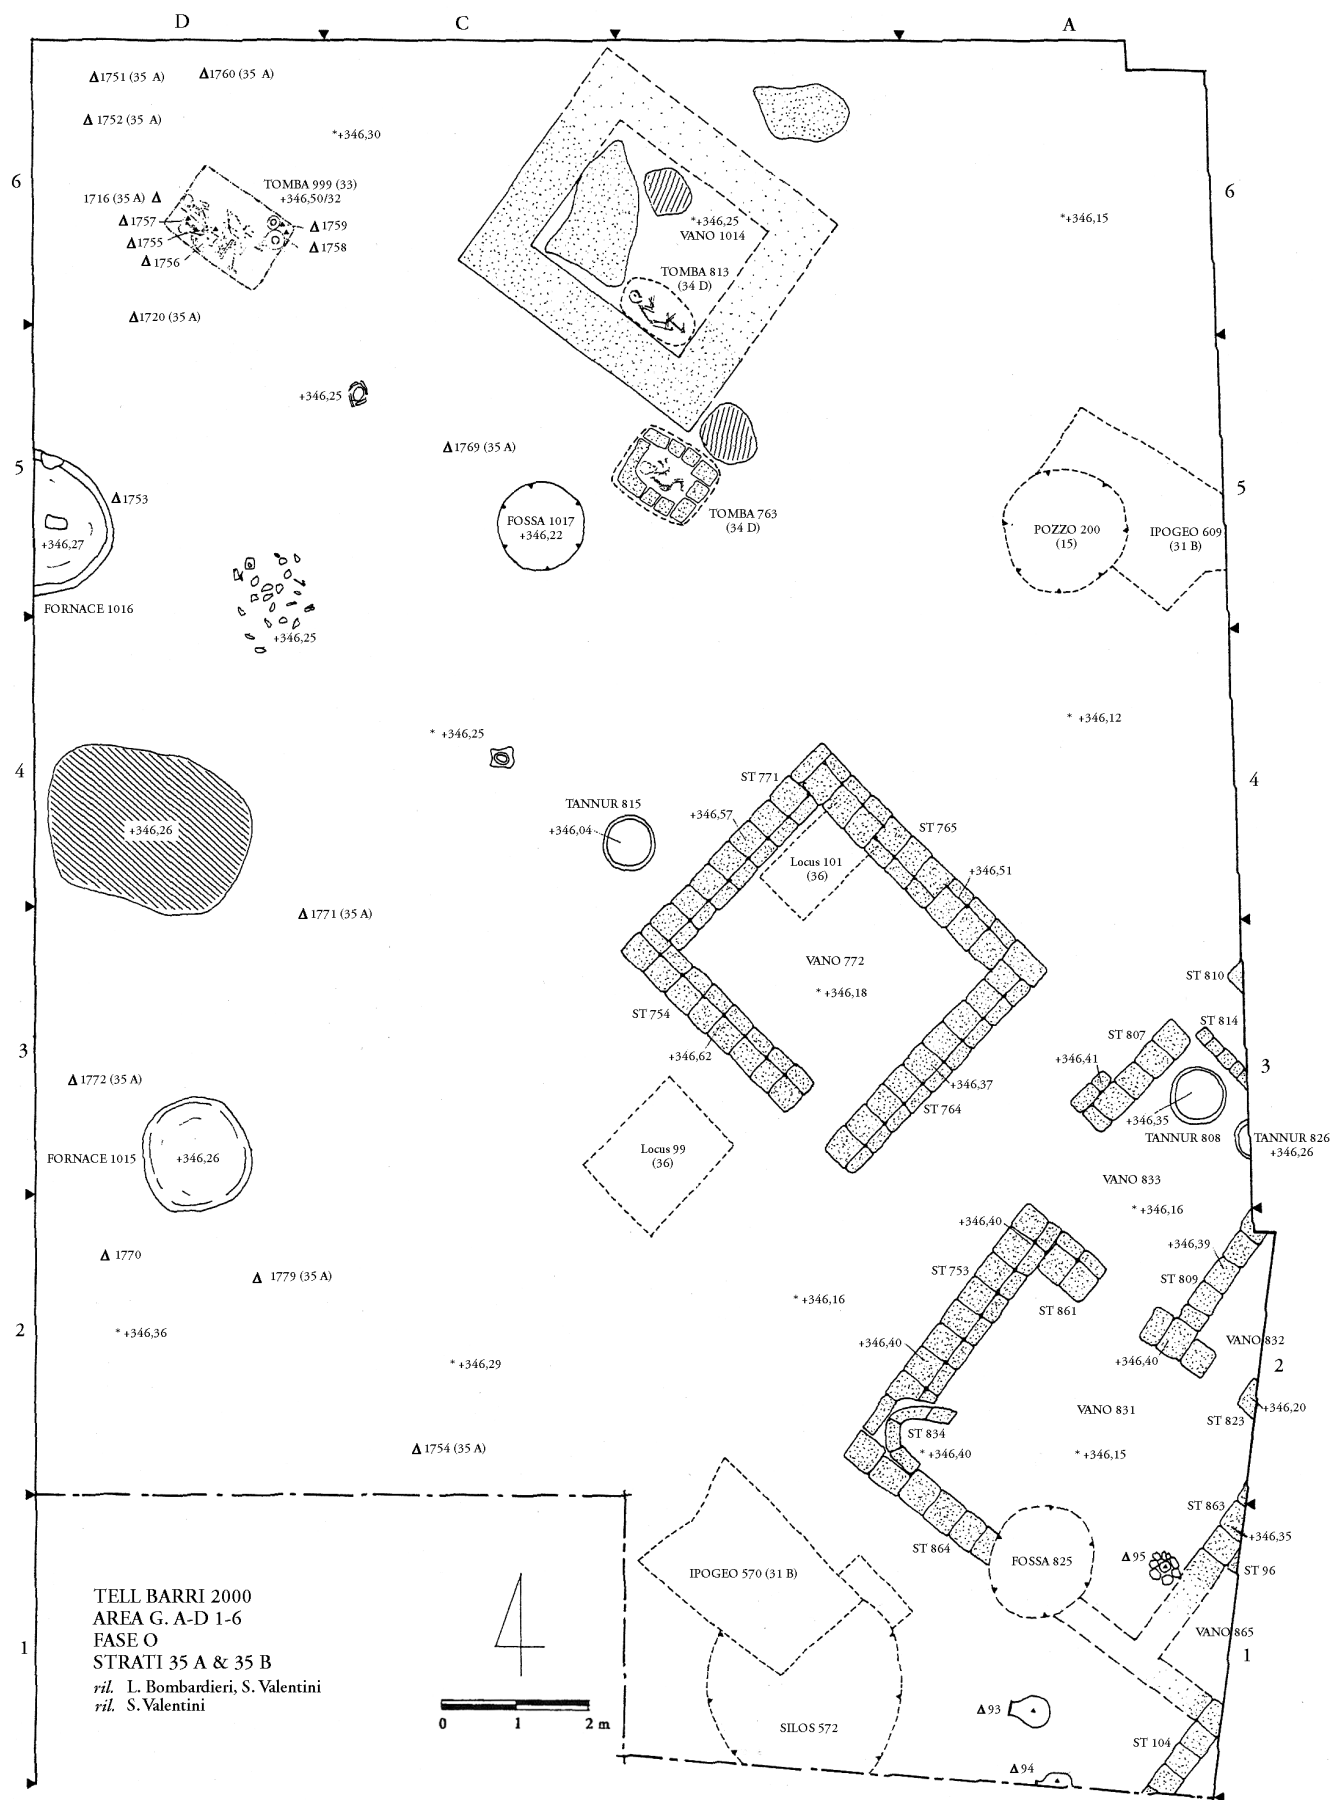 D
C
A
Δ1751 (35 A)
Δ1760 (35 A)
Δ 1752 (35 A)
*+346,30
6
6
TOMBA 999 (33)
+346,50/32
1716 (35 A) Δ
Δ1757
Δ1755
Δ1756
Δ1759
Δ1758
*+346,25
VANO 1014
*+346,15
TOMBA 813
(34 D)
Δ1720 (35 A)
+346,25
Δ1769 (35 A)
5
5
Δ1753
FOSSA 1017
+346,22
TOMBA 763
(34 D)
POZZO 200
(15)
IPOGEO 609
(31 B)
+346,27
FORNACE 1016
+346,25
* +346,25
* +346,12
4
4
ST 771
TANNUR 815
+346,04
+346,57
ST 765
+346,26
Locus 101
(36)
+346,51
Δ1771 (35 A)
VANO 772
* +346,18
ST 810
ST 754
ST 814
ST 807
3
3
+346,62
+346,41
+346,37
Δ1772 (35 A)
ST 764
+346,35
TANNUR 808
TANNUR 826
+346,26
FORNACE 1015
+346,26
Locus 99
(36)
VANO 833
* +346,16
+346,40
+346,39
Δ 1770
Δ 1779 (35 A)
ST 753
ST 809
* +346,16
ST 861
2
2
* +346,36
+346,40
VANO 832
+346,40
* +346,29
VANO 831
+346,20
ST 823
ST 834
* +346,40
* +346,15
Δ1754 (35 A)
ST 863
+346,35
ST 864
FOSSA 825
Δ95
ST 96
IPOGEO 570 (31 B)
VANO 865
1
1
TELL BARRI 2000
AREA G. A-D 1-6
FASE O
STRATI 35 A & 35 B
ril. L. Bombardieri, S. Valentini
ril. S. Valentini
0 1 2 m
SILOS 572
Δ93
ST 104
Δ94